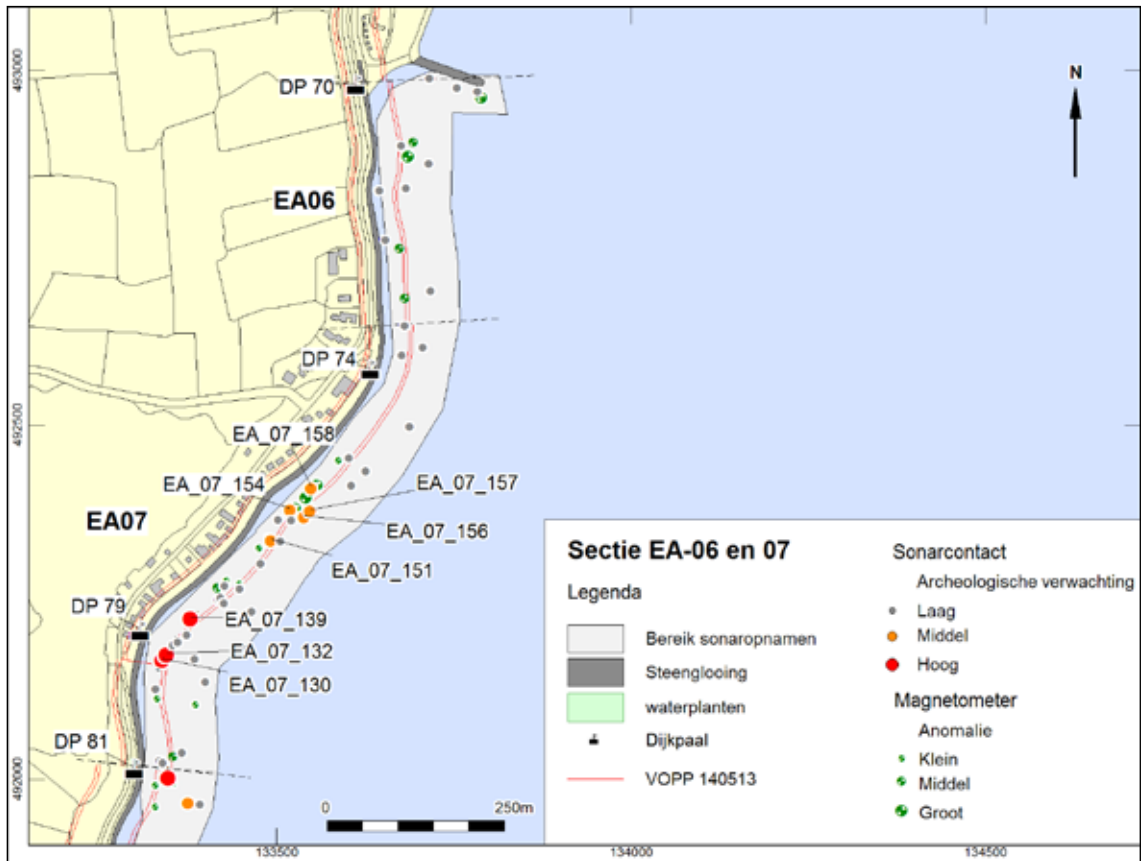 493000
DP 70
N
EA06
DP 74
492500
EA_07_158
EA_07_154
EA_07_157
EA07
EA_07_156
EA_07_151
DP 79
EA_07_139
EA_07_132
EA_07_130
DP 81
492000
0
250m
133500
134000
134500
Sectie EA-06 en 07
Legenda
Bereik sonaropnamen
Steenglooing
waterplanten
Dijkpaal
VOPP 140513
Sonarcontact
Archeologische verwachting
Laag
Middel
Hoog
Magnetometer
Anomalie
Klein
Middel
Groot